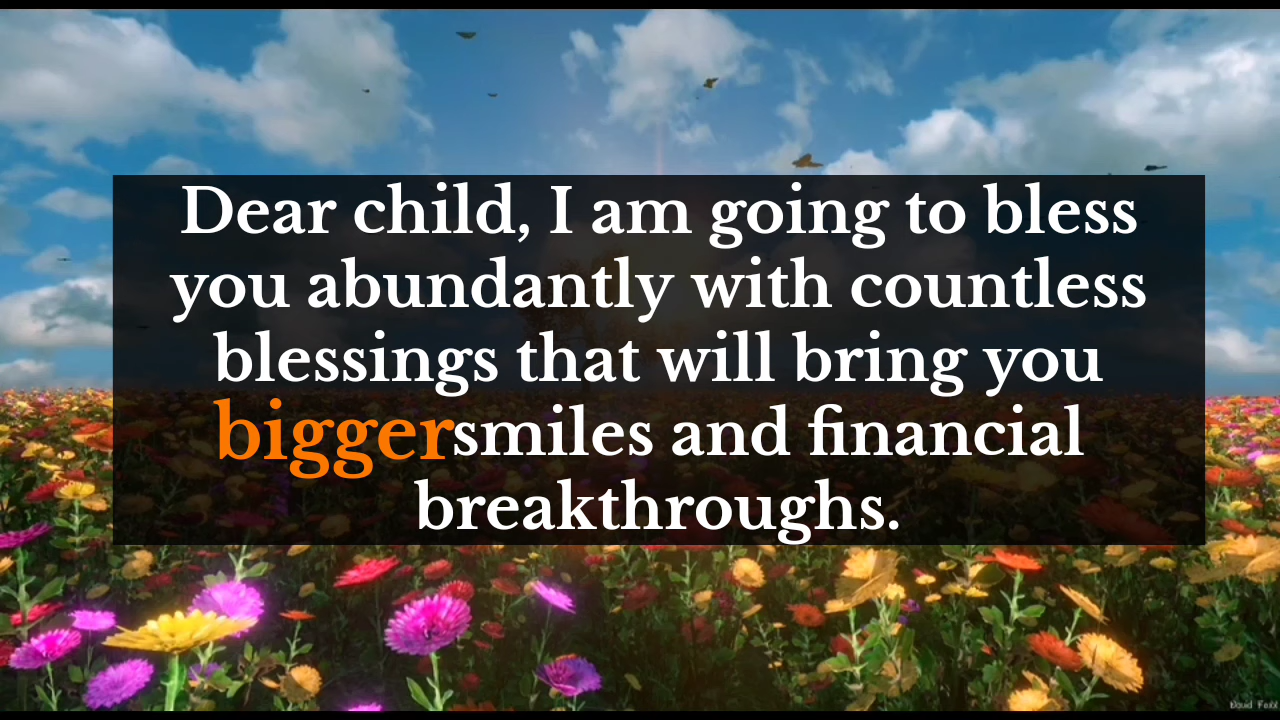 Dear child, I am going to bless
you abundantly with countless
blessings that will bring you
biggersmiles and financial
breakthroughs.